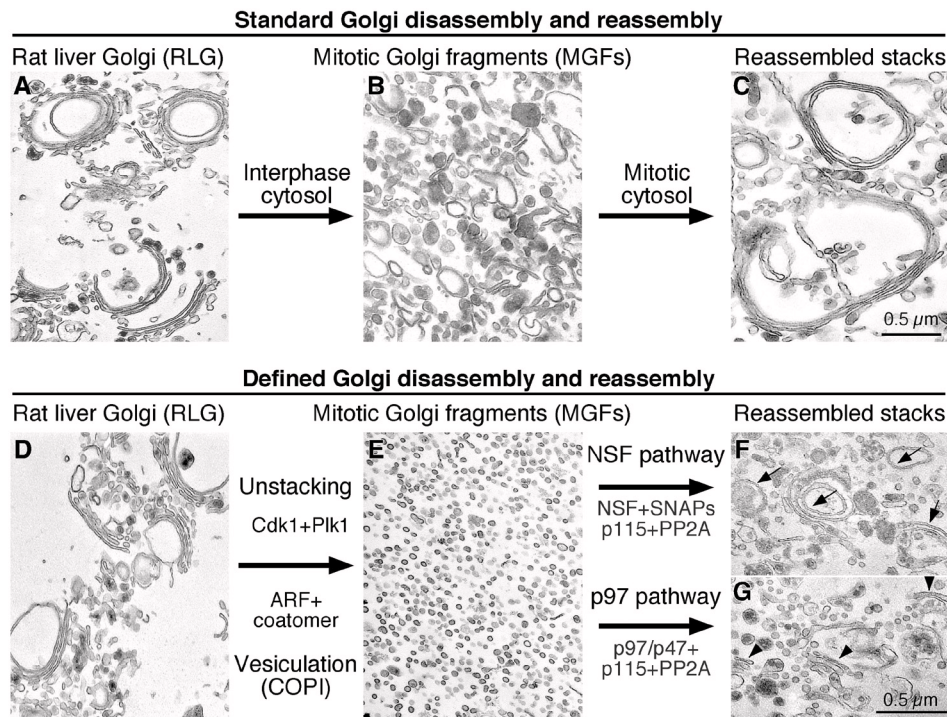 Standard Golgi disassembly and reassembly
Rat liver Golgi (RLG)
Mitotic Golgi fragments (MGFs)
Reassembled stacks
A
B
C
Interphase
cytosol
Mitotic
cytosol
0.5 μm
Defined Golgi disassembly and reassembly
Rat liver Golgi (RLG)
Mitotic Golgi fragments (MGFs)
Reassembled stacks
D
Unstacking
Cdk1+Plk1
ARF+
coatomer
Vesiculation
(COPI)
E
NSF pathway
NSF+SNAPs
p115+PP2A
p97 pathway
p97/p47+
p115+PP2A
F
G
0.5 μm